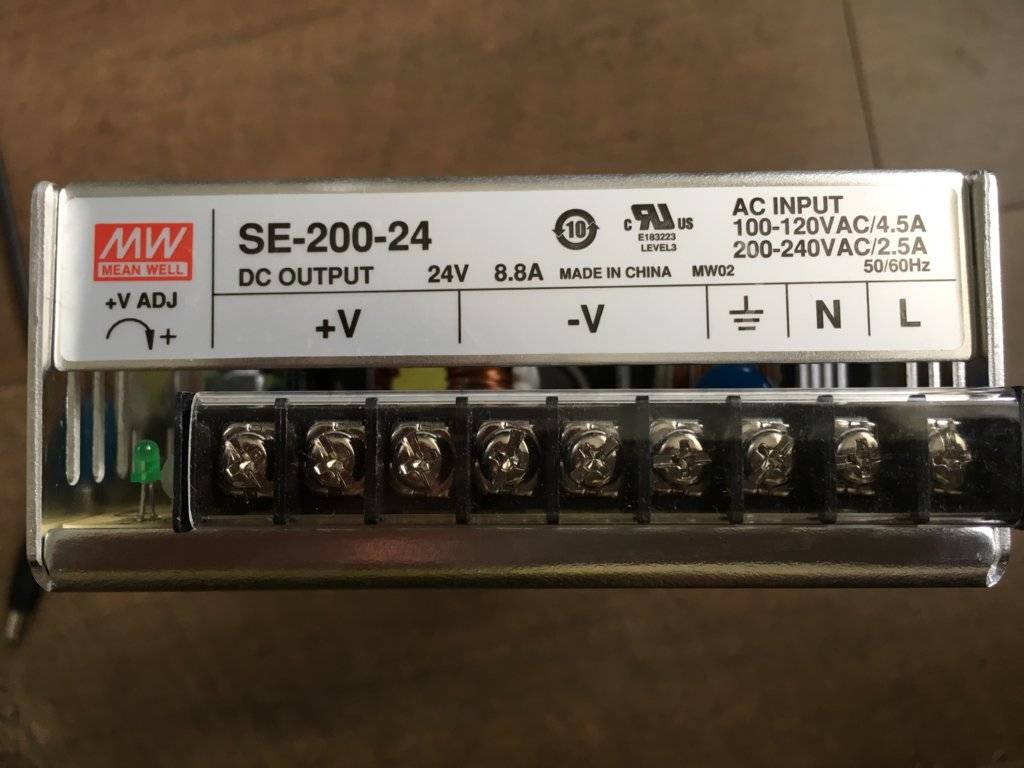 MW
MEAN WELL
+V ADJ
+
SE-200-24
DC OUTPUT 24V 8.8A MADE IN CHINA MW02
10
c RU US
E183223
LEVEL3
AC INPUT
100-120VAC/4.5A
200-240VAC/2.5A
50/60Hz
+V -V N L